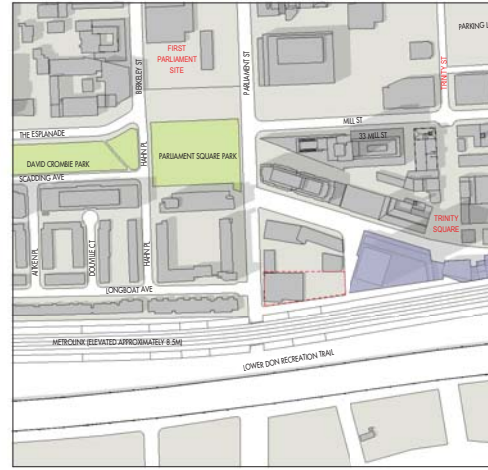 PARKING L
FIRST
PARLIAMENT
SITE
BERKELEY ST
PARLIAMENT ST
TRINITY ST
MILL ST
THE ESPLANADE
33 MILL ST
HAHN PL
PARLIAMENT SQUARE PARK
DAVID CROMBIE PARK
SCADDING AVE
TRINITY
SQUARE
AITKEN PL
DOUVILLE CT
HAHN PL
LONGBOAT AVE
METROLINX (ELEVATED APPROXIMATELY 8.5M)
LOWER DON RECREATION TRAIL